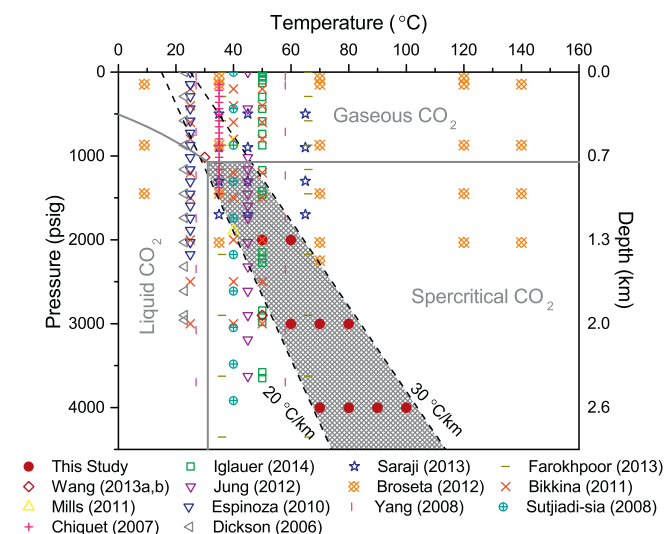 Temperature (°C)
0 20 40 60 80 100 120 140 160
0 0.0
Gaseous CO2
1000 0.7
Pressure (psig)
Liquid CO2
2000 1.3
Depth (km)
Spercritical CO2
3000 2.0
20 °C/km
30 °C/km
4000 2.6
This Study Iglauer (2014) Saraji (2013) Farokhpoor (2013)
Wang (2013a,b) Jung (2012) Broseta (2012) Bikkina (2011)
Mills (2011) Espinoza (2010) Yang (2008) Sutjiadi-sia (2008)
Chiquet (2007) Dickson (2006)